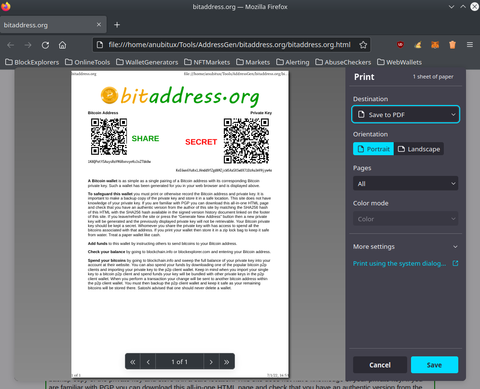 bitaddress.org — Mozilla Firefox
bitaddress.org
file:///home/anubitux/Tools/AddressGen/bitaddress.org/bitaddress.org.html
BlockExplorers OnlineTools WalletGenerators NFTMarkets Markets Alerting AbuseCheckers WebWallets
Print
1 sheet of paper
Destination
Save to PDF
Orientation
Portrait Landscape
Pages
All
Color mode
Color
More settings
Print using the system dialog...
Cancel Save
bitaddress.org
bitaddress.org
Bitcoin Address Private Key
SHARE
SECRET
A Bitcoin wallet is as simple as a single pairing of a Bitcoin address with its corresponding Bitcoin
private key. Such a wallet has been generated for you in your web browser and is displayed above.
To safeguard this wallet you must print or otherwise record the Bitcoin address and private key. It is
important to make a backup copy of the private key and store it in a safe location. This site does not have
knowledge of your private key. If you are familiar with PGP you can download this all-in-one HTML page
and check that you have an authentic version from the author of this site by matching the SHA256 hash
of this HTML with the SHA256 hash available in the signed version history document linked on the footer
of this site. If you leave/refresh the site or press the "Generate New Address" button then a new private
key will be generated and the previously displayed private key will not be retrievable. Your Bitcoin private
key should be kept a secret. Whomever you share the private key with has access to spend all the
bitcoins associated with that address. If you print your wallet then store it in a zip lock bag to keep it safe
from water. Treat a paper wallet like cash.
Add funds to this wallet by instructing others to send bitcoins to your Bitcoin address.
Check your balance by going to blockchain.info or blockexplorer.com and entering your Bitcoin address.
Spend your bitcoins by going to blockchain.info and sweep the full balance of your private key into your
account at their website. You can also spend your funds by downloading one of the popular bitcoin p2p
clients and importing your private key to the p2p client wallet. Keep in mind when you import your single
key to a bitcoin p2p client and spend funds your key will be bundled with other private keys in the p2p
client wallet. When you perform a transaction your change will be sent to another bitcoin address within
the p2p client wallet. You must then backup the p2p client wallet and keep it safe as your remaining
bitcoins will be stored there. Satoshi advised that one should never delete a wallet.
1 of 1
are familiar with PGP you can download this all-in-one HTML page and check that you have an authentic version from the